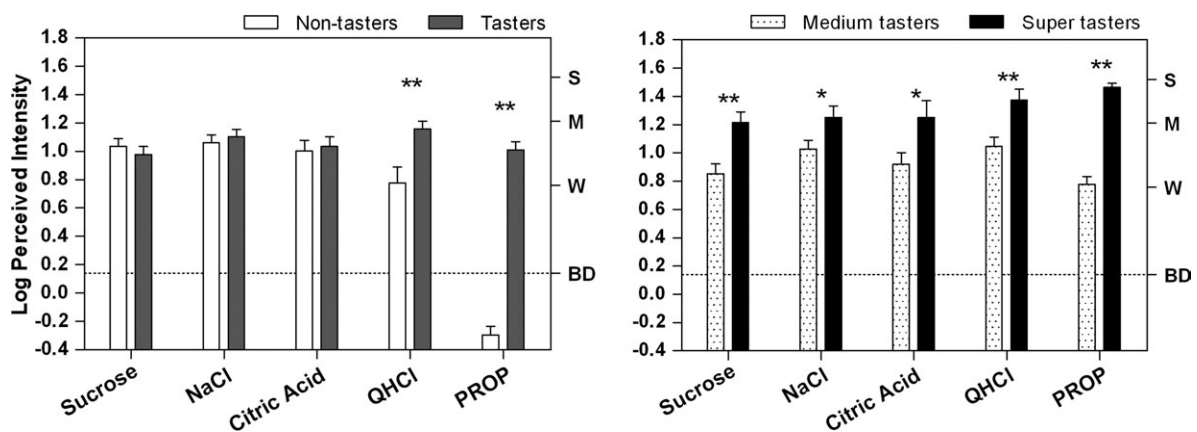 Non-tasters Tasters
Log Perceived Intensity
1.8
1.6
1.4
1.2
1.0
0.8
0.6
0.4
0.2
0.0
-0.2
-0.4
** **
S
M
W
BD
Sucrose NaCl Citric Acid QHCl PROP
Medium tasters Super tasters
1.8
1.6
1.4
1.2
1.0
0.8
0.6
0.4
0.2
0.0
-0.2
-0.4
** * * ** **
S
M
W
BD
Sucrose NaCl Citric Acid QHCl PROP